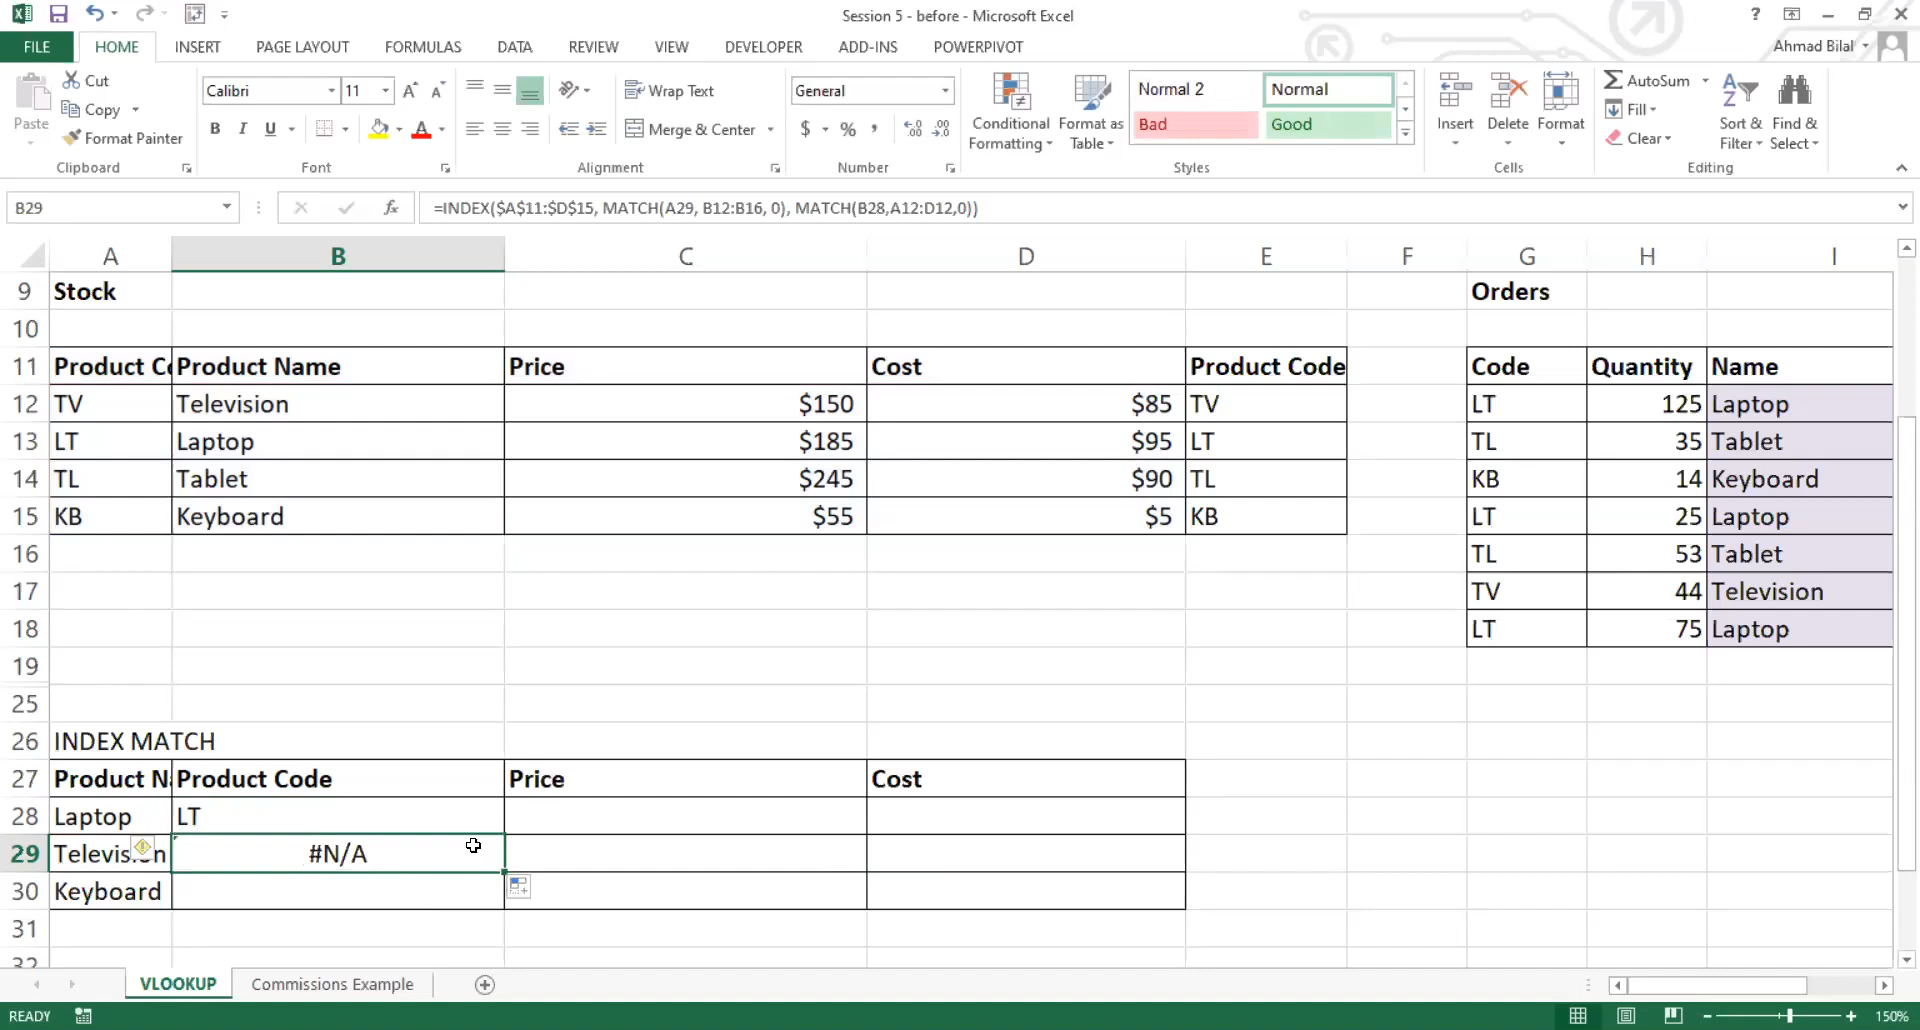 Session 5 - before - Microsoft Excel
?
FILE HOME INSERT PAGE LAYOUT FORMULAS DATA REVIEW VIEW DEVELOPER ADD-INS POWERPIVOT Ahmad Bilal
Paste
Cut
Copy
Format Painter
Clipboard
Calibri 11
A A
B I U A
Font
Wrap Text
Merge & Center
Alignment
General
$ % , .00 .0
Number
Conditional Formatting
Format as Table
Normal 2 Normal
Bad Good
Styles
Insert Delete Format
Cells
AutoSum
Fill
Clear
Sort & Filter
Find & Select
Editing
B29 fx =INDEX($A$11:$D$15, MATCH(A29, B12:B16, 0), MATCH(B28,A12:D12,0))
A B C D E F G H I
9 Stock Orders
10
11 Product C Product Name Price Cost Product Code Code Quantity Name
12 TV Television $150 $85 TV LT 125 Laptop
13 LT Laptop $185 $95 LT TL 35 Tablet
14 TL Tablet $245 $90 TL KB 14 Keyboard
15 KB Keyboard $55 $5 KB LT 25 Laptop
16 TL 53 Tablet
17 TV 44 Television
18 LT 75 Laptop
19
25
26 INDEX MATCH
27 Product N Product Code Price Cost
28 Laptop LT
29 Television #N/A
30 Keyboard
31
32
VLOOKUP Commissions Example
READY 150%